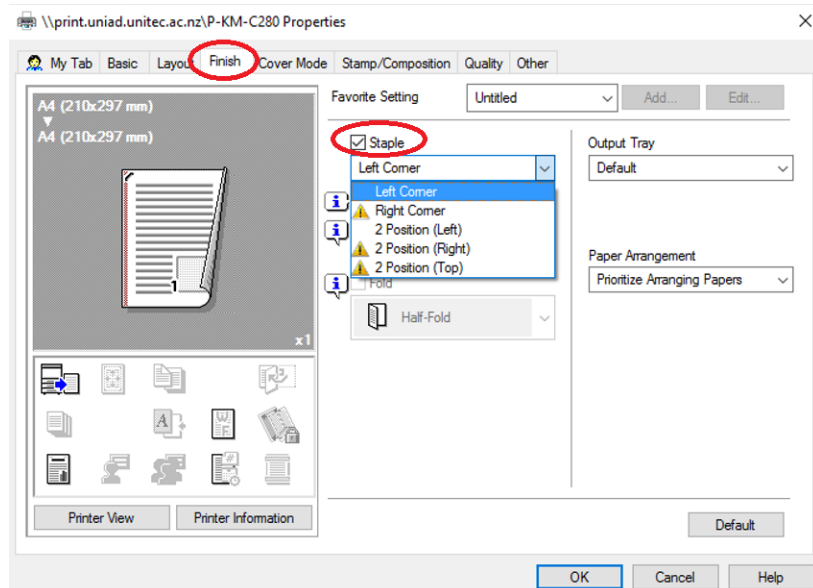 \\print.uniad.unitec.ac.nz\P-KM-C280 Properties
My Tab Basic Layout Finish Cover Mode Stamp/Composition Quality Other
A4 (210x297 mm)
A4 (210x297 mm)
1
x1
Printer View Printer Information
Favorite Setting Untitled Add... Edit...
Staple
Left Corner
Left Corner
Right Corner
2 Position (Left)
2 Position (Right)
2 Position (Top)
Fold
Half-Fold
Output Tray
Default
Paper Arrangement
Prioritize Arranging Papers
Default
OK Cancel Help